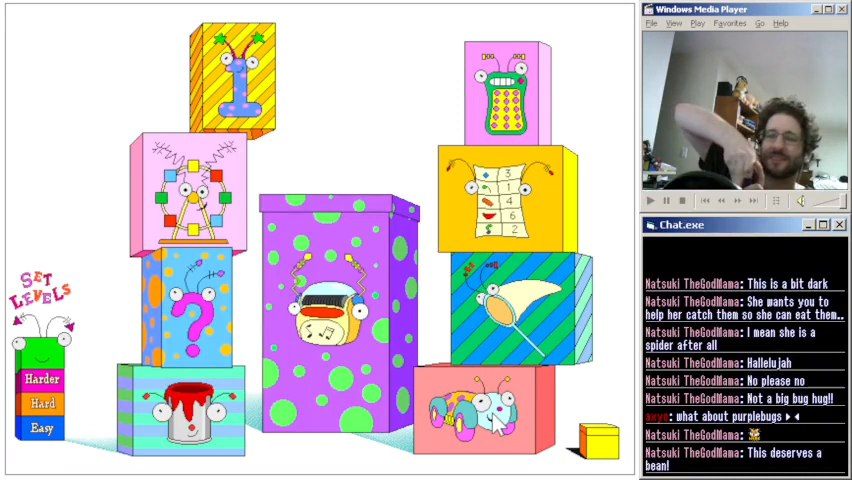 1
3
1
4
6
2
?
SET
LEVELS
Harder
Hard
Easy
Windows Media Player
File View Play Favorites Go Help
Chat.exe
Natsuki TheGodMama: This is a bit dark
Natsuki TheGodMama: She wants you to
help her catch them so she can eat them..
Natsuki TheGodMama: I mean she is a
spider after all
Natsuki TheGodMama: Hallelujah
Natsuki TheGodMama: No please no
Natsuki TheGodMama: Not a big bug hug!!
: what about purplebugs
Natsuki TheGodMama:
Natsuki TheGodMama: This deserves a
bean!